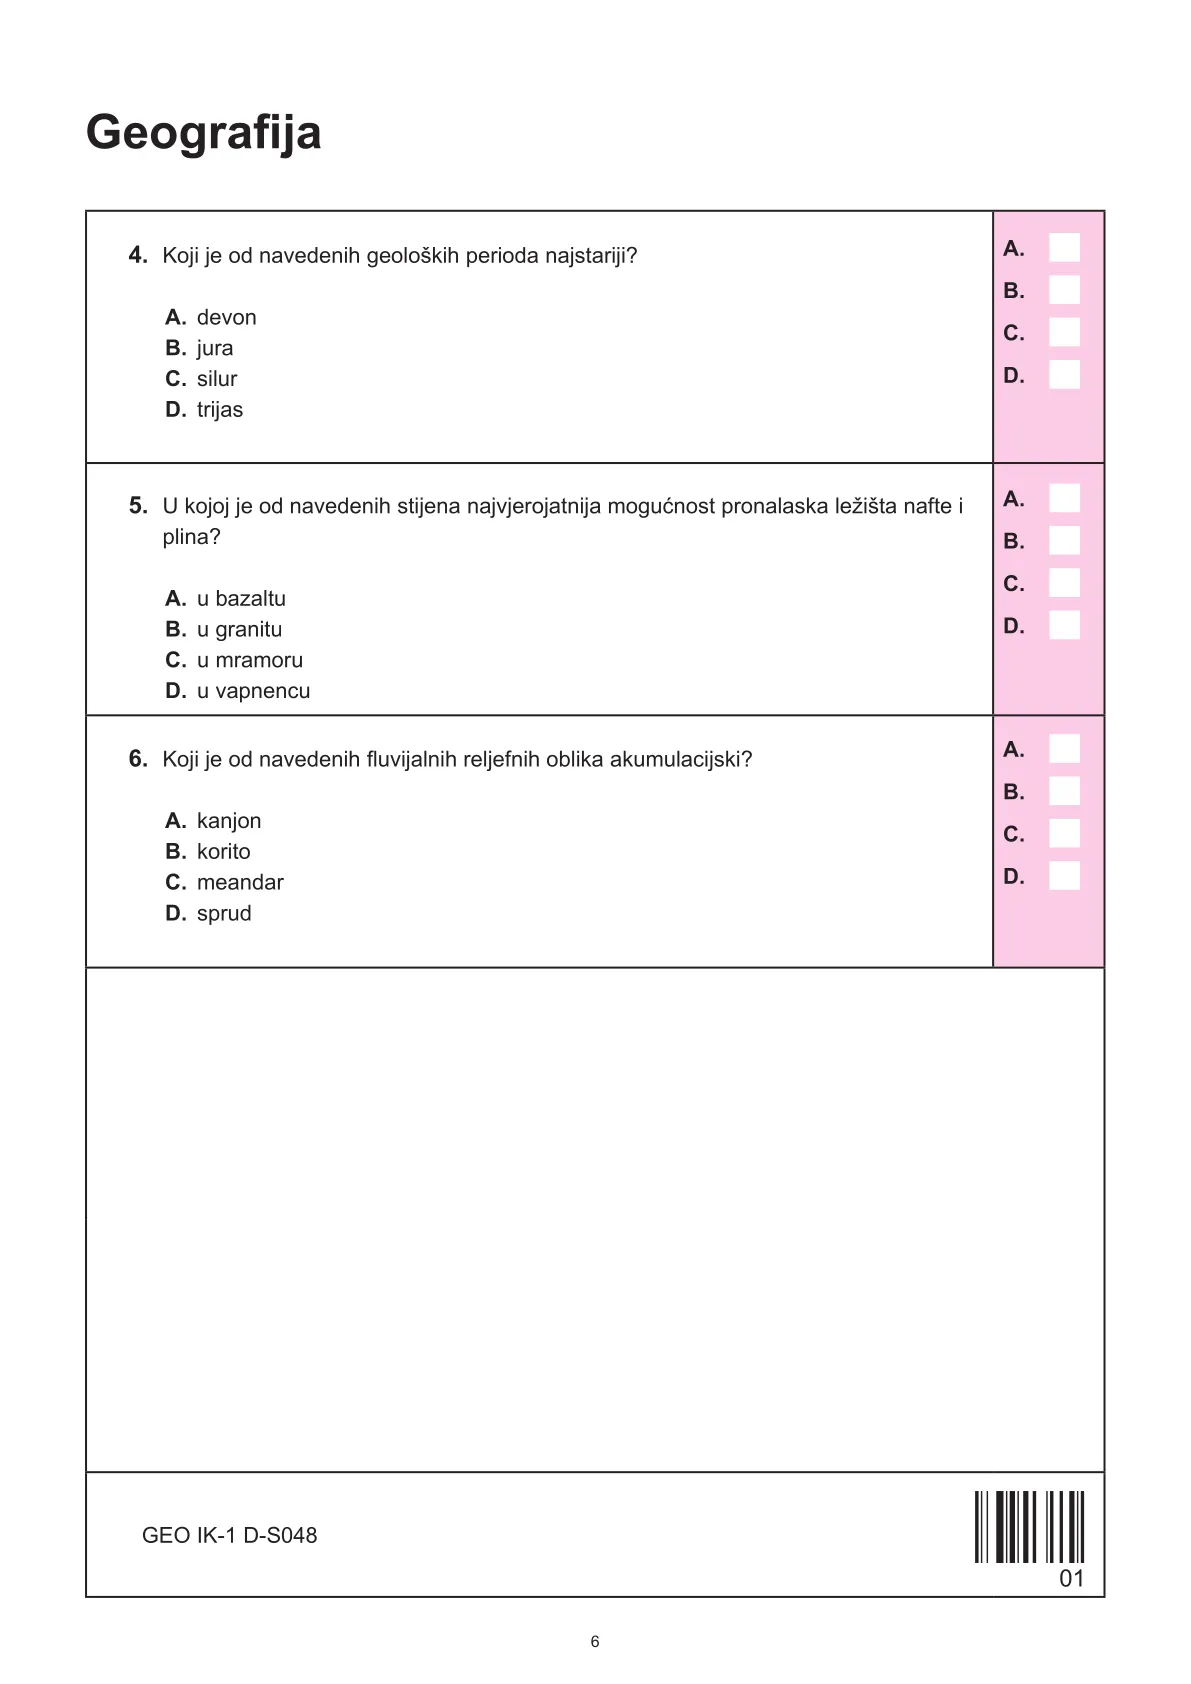 Geografija
4. Koji je od navedenih geoloških perioda najstariji?
A. devon
B. jura
C. silur
D. trijas
A.
B.
C.
D.
5. U kojoj je od navedenih stijena najvjerojatnija mogućnost pronalaska ležišta nafte i
plina?
A. u bazaltu
B. u granitu
C. u mramoru
D. u vapnencu
A.
B.
C.
D.
6. Koji je od navedenih fluvijalnih reljefnih oblika akumulacijski?
A. kanjon
B. korito
C. meandar
D. sprud
A.
B.
C.
D.
GEO IK-1 D-S048
01
6